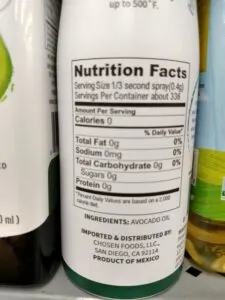 up to 500°F.
Nutrition Facts
Serving Size 1/3 second spray(0.4g)
Servings Per Container about 336
Amount Per Serving
Calories 0
% Daily Value*
Total Fat 0g 0%
Sodium 0mg 0%
Total Carbohydrate 0g 0%
Sugars 0g
Protein 0g
*Percent Daily Values are based on a 2,000
calorie diet.
INGREDIENTS: AVOCADO OIL
IMPORTED & DISTRIBUTED BY:
CHOSEN FOODS, LLC.,
SAN DIEGO, CA 92114
PRODUCT OF MEXICO
0 ml)